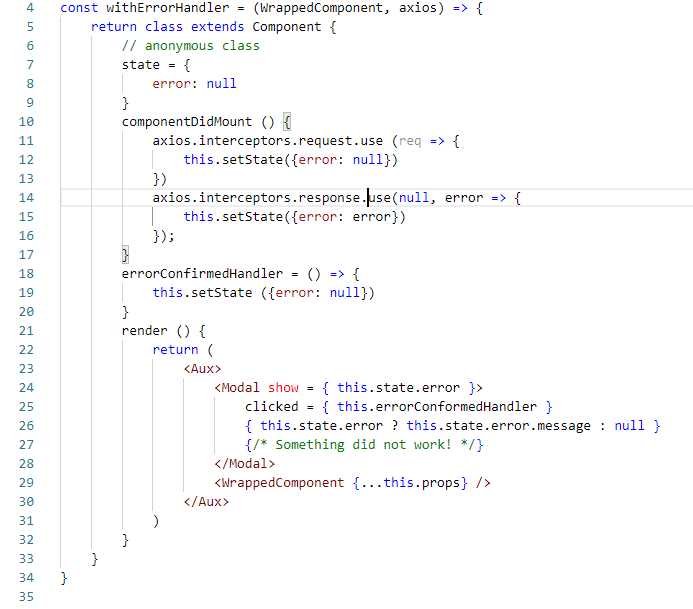 4 const withErrorHandler = (WrappedComponent, axios) => {
5     return class extends Component {
6         // anonymous class
7         state = {
8             error: null
9         }
10         componentDidMount () {
11             axios.interceptors.request.use (req => {
12                 this.setState({error: null})
13             })
14             axios.interceptors.response.use(null, error => {
15                 this.setState({error: error})
16             });
17         }
18         errorConfirmedHandler = () => {
19             this.setState ({error: null})
20         }
21         render () {
22             return (
23                 <Aux>
24                     <Modal show = { this.state.error }>
25                         clicked = { this.errorConformedHandler }
26                         { this.state.error ? this.state.error.message : null }
27                         {/* Something did not work! */}
28                     </Modal>
29                     <WrappedComponent {...this.props} />
30                 </Aux>
31             )
32         }
33     }
34 }
35